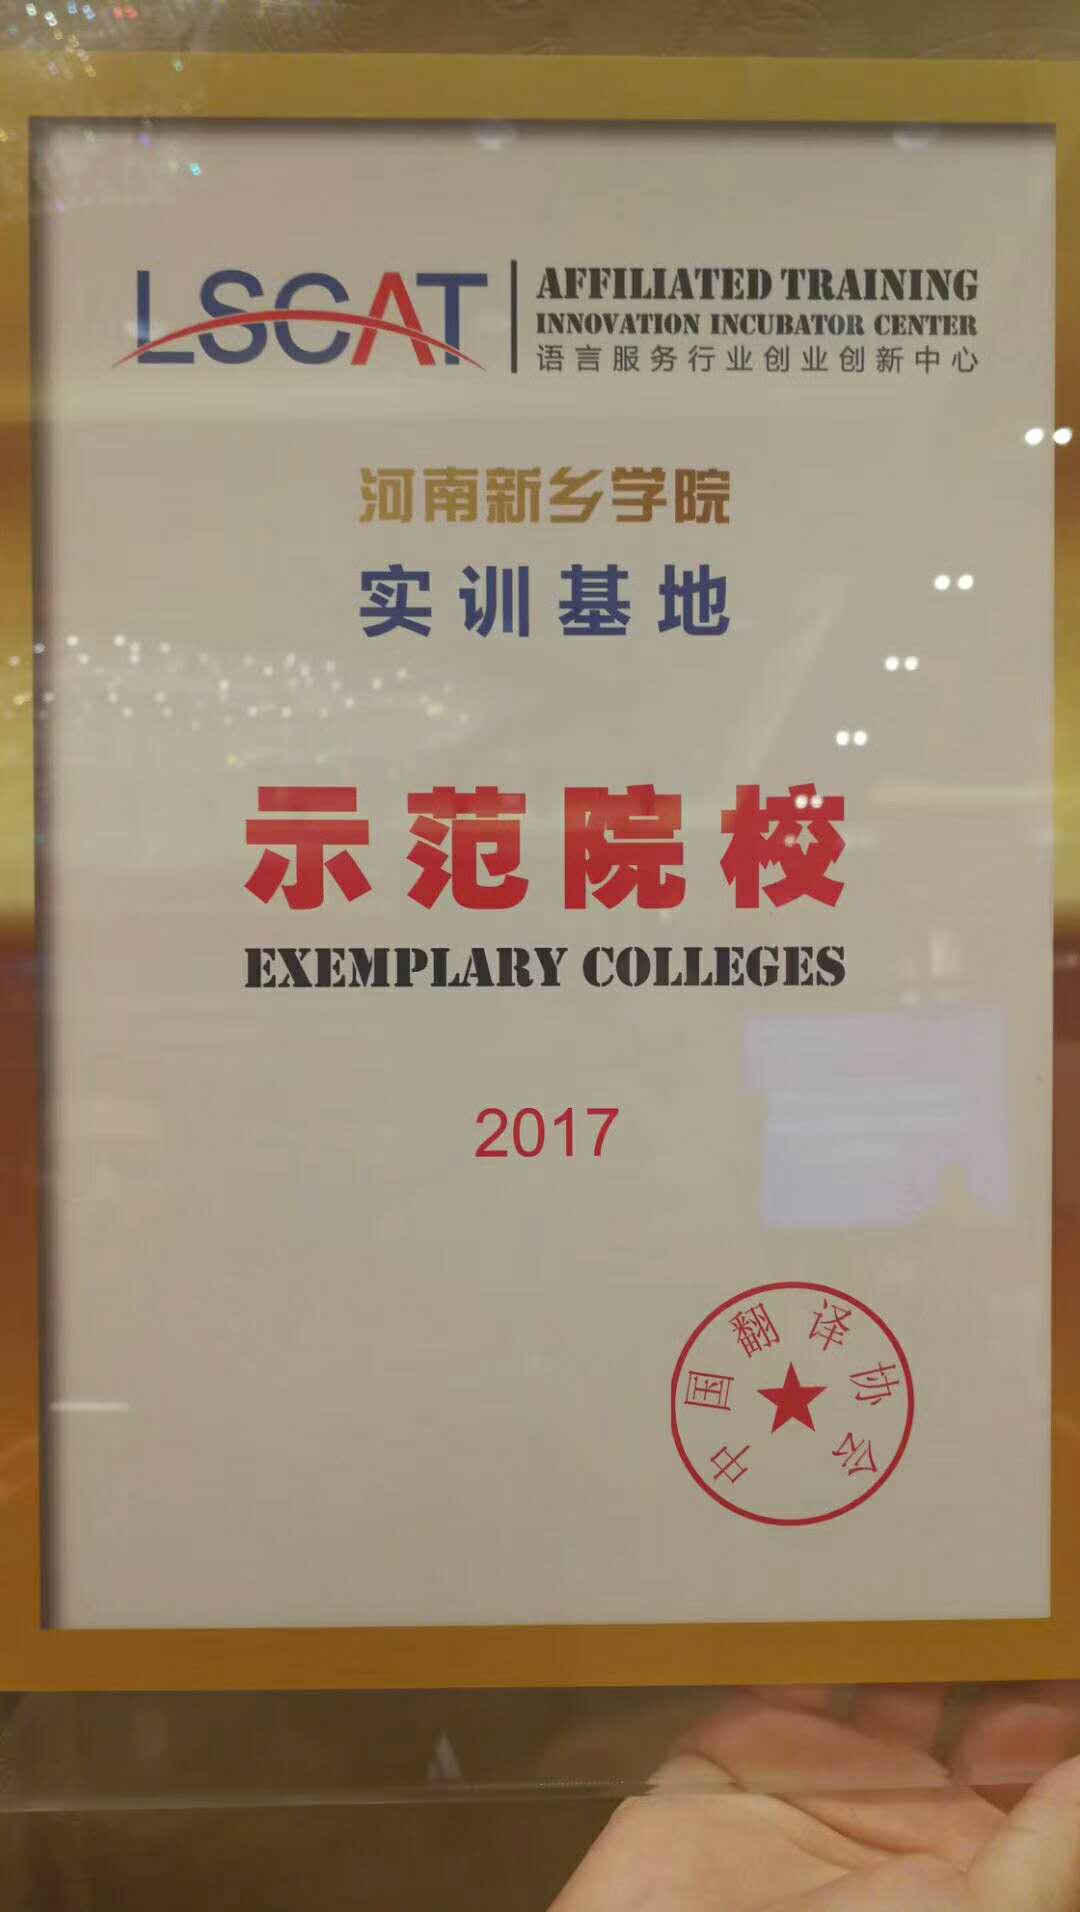 LSCAT
AFFILIATED TRAINING
INNOVATION INCUBATOR CENTER
语言服务行业创业创新中心
河南新乡学院
实训基地
示范院校
EXEMPLARY COLLEGES
2017
中国翻译协会